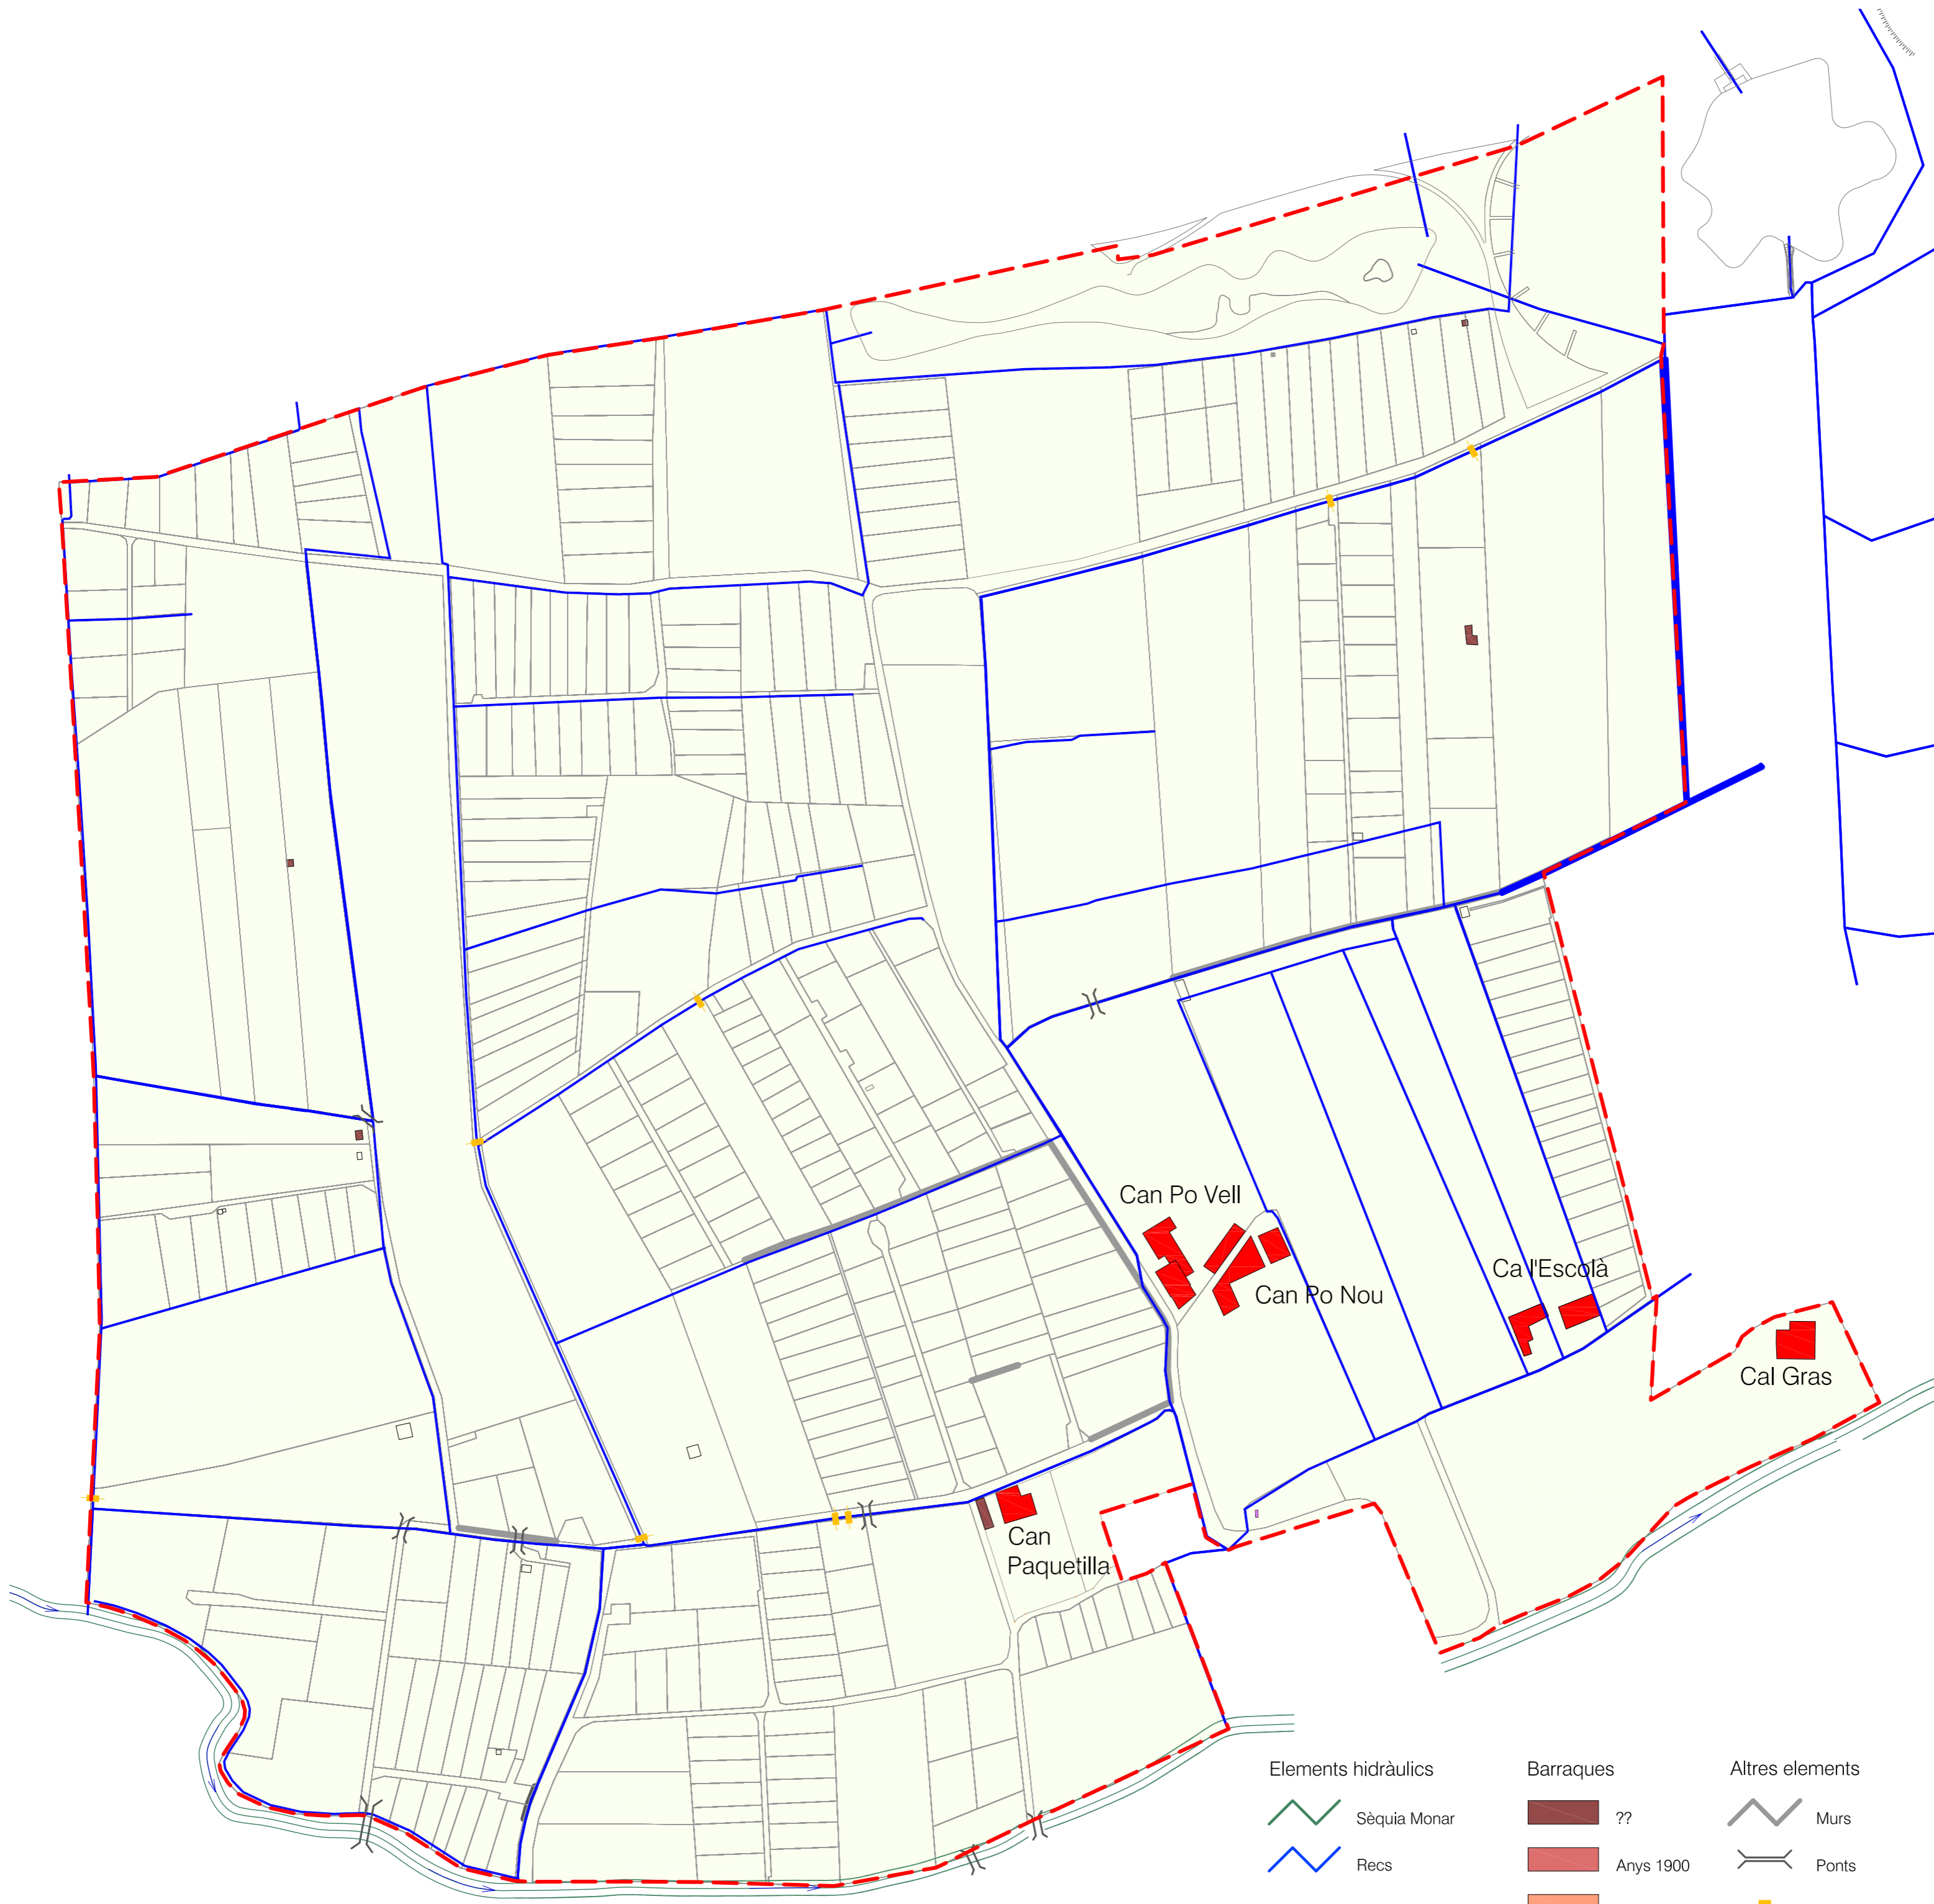 Can Po Vell
Can Po Nou
Ca l'Escolà
Cal Gras
Can
Paquetilla
Elements hidràulics
Sèquia Monar
Recs
Barraques
??
Anys 1900
Altres elements
Murs
Ponts